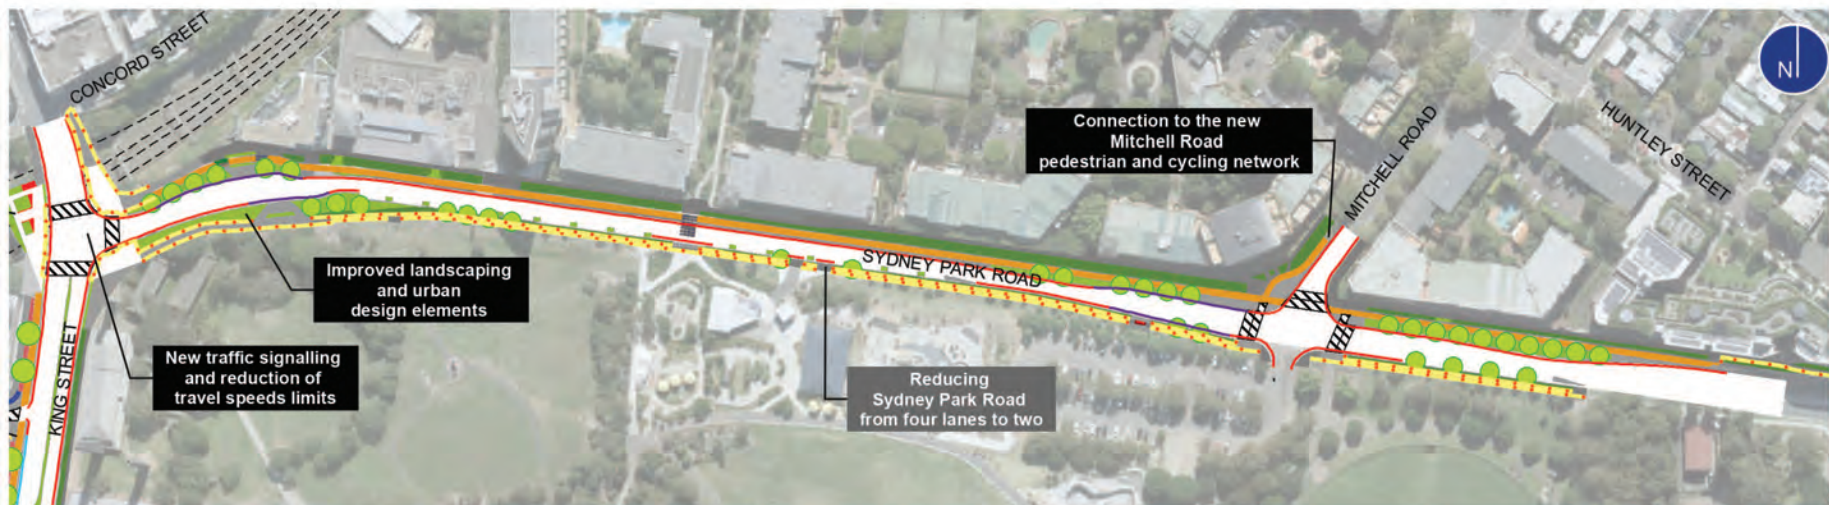 CONCORD STREET
N
Connection to the new
Mitchell Road
pedestrian and cycling network
MITCHELL ROAD
HUNTLEY STREET
SYDNEY PARK ROAD
Improved landscaping
and urban
design elements
New traffic signalling
and reduction of
travel speeds limits
KING STREET
Reducing
Sydney Park Road
from four lanes to two